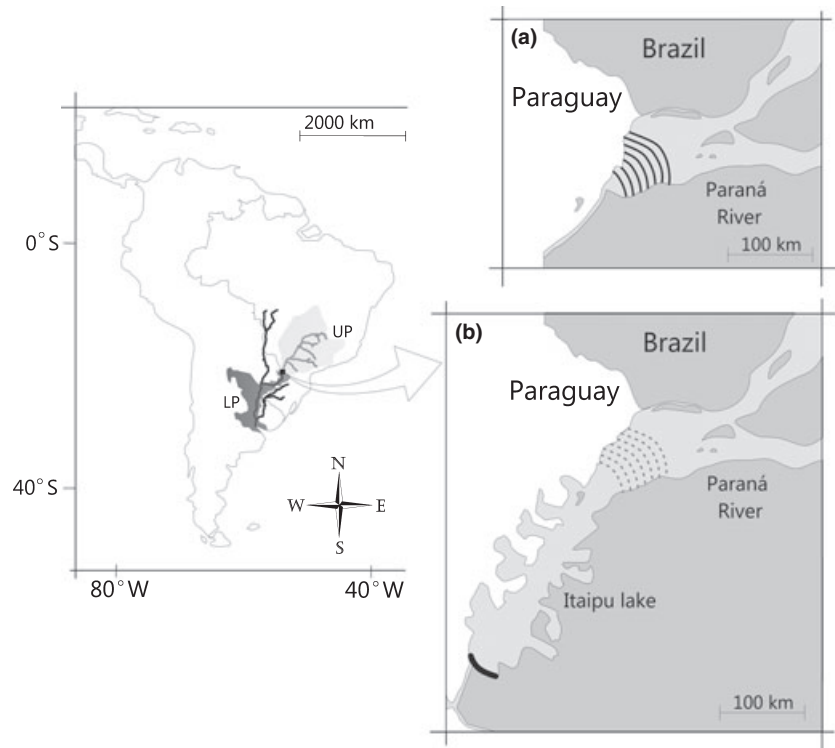 2000 km
0°S
40°S
80°W
40°W
UP
LP
N
W
E
S
(a)
Brazil
Paraguay
Paraná
River
100 km
(b)
Brazil
Paraguay
Paraná
River
Itaipu lake
100 km